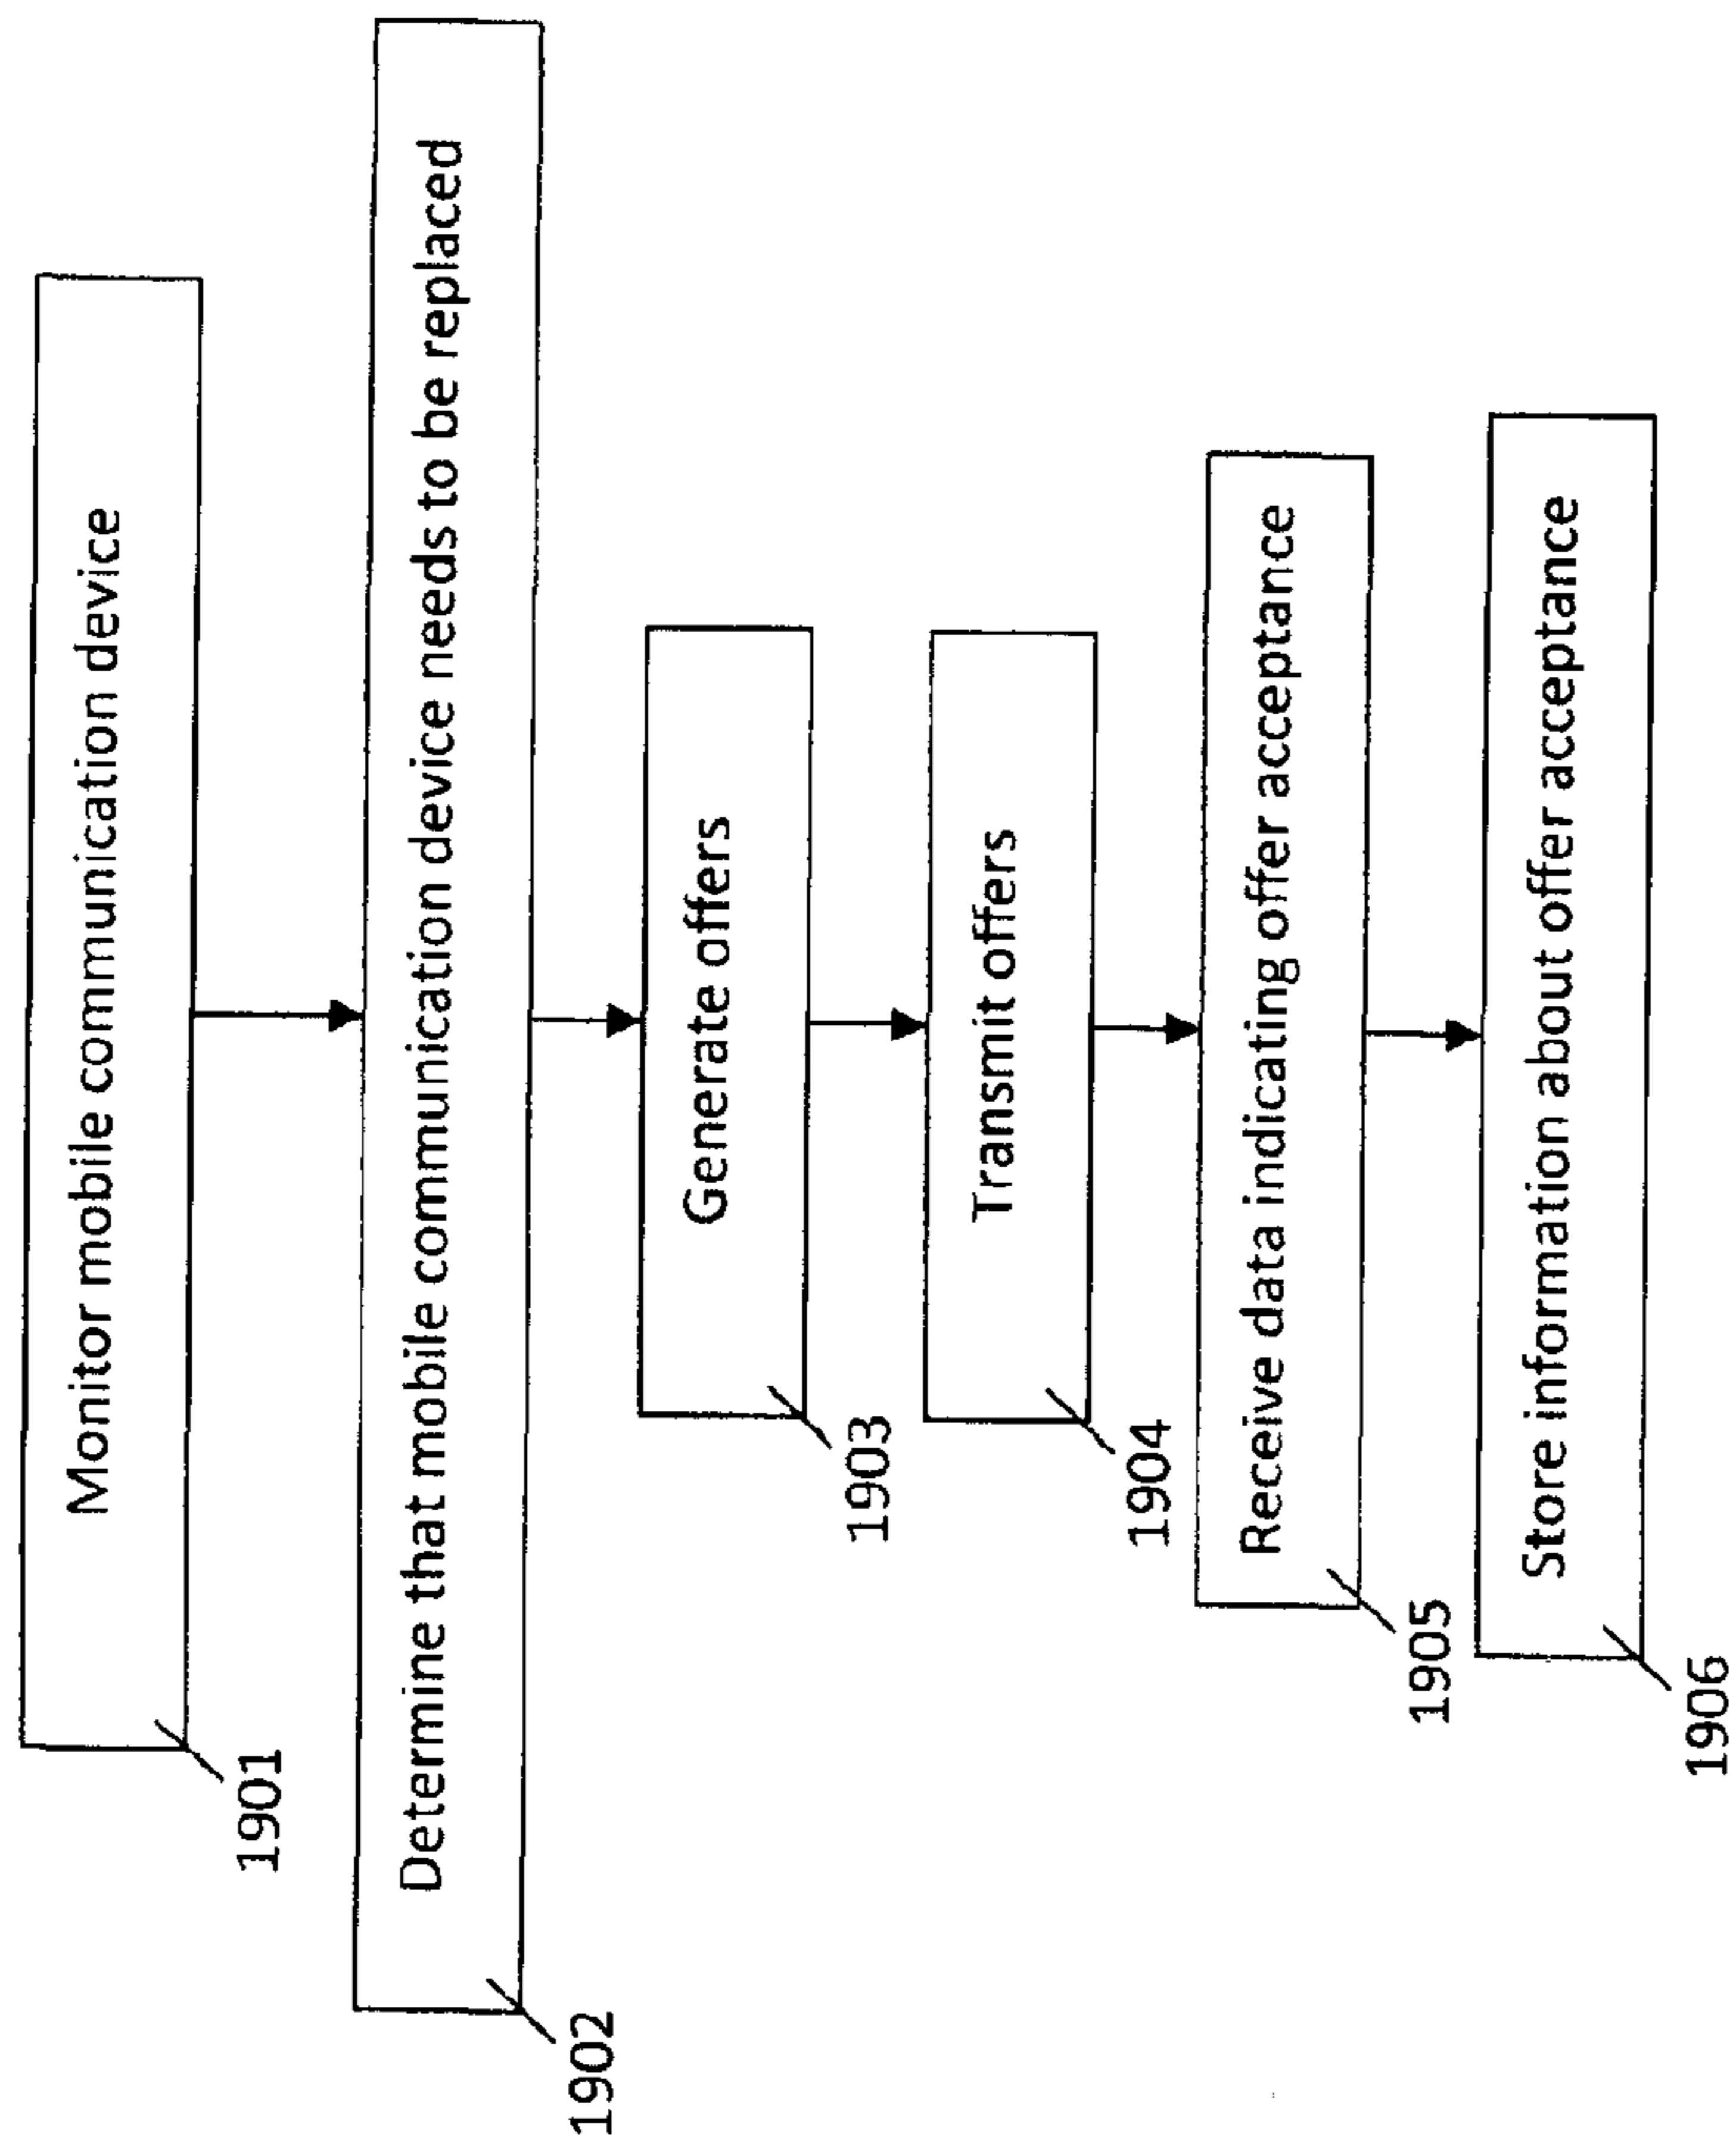 Monitor mobile communication device
1901
Determine that mobile communication device needs to be replaced
1902
Generate offers
1903
Transmit offers
1904
Receive data indicating offer acceptance
1905
Store information about offer acceptance
1906